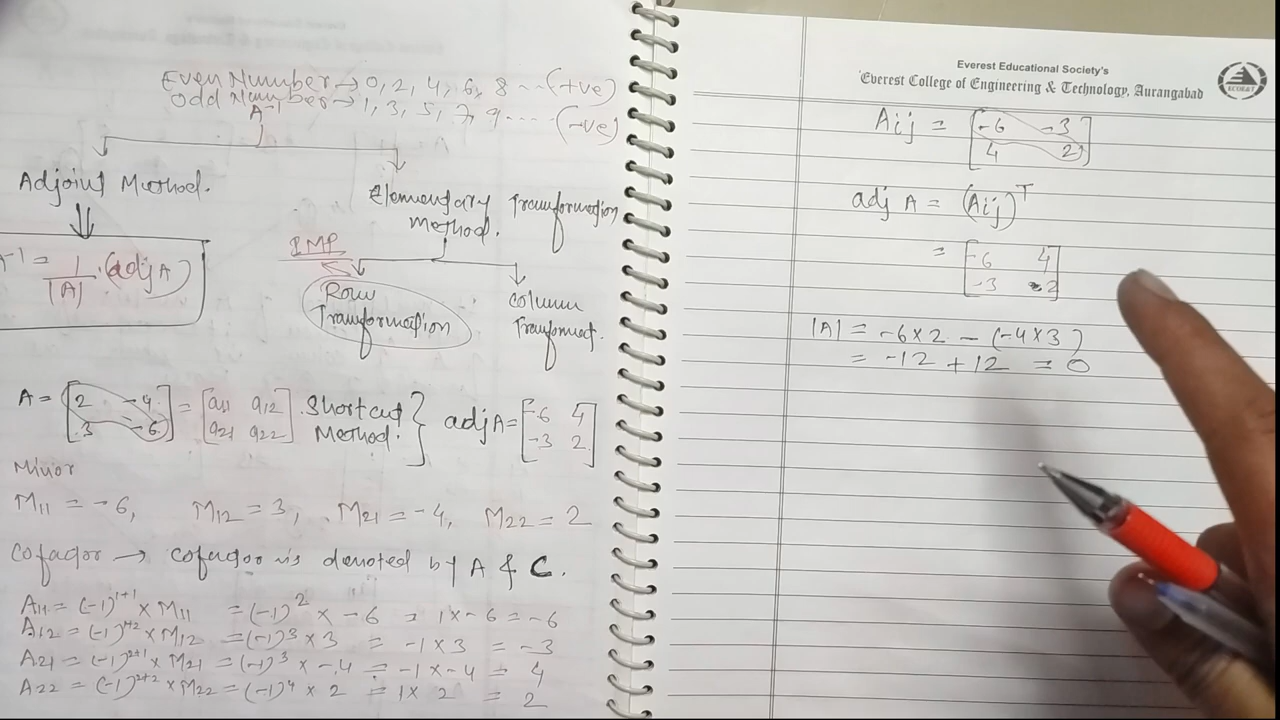 Even Number → 0, 2, 4, 6, 8 ... (+ve)
Odd Number → 1, 3, 5, 7, 9 .... (-ve)
A⁻¹
Adjoint Method.
Elementary Transformation
Method.
A⁻¹ = 1/|A| · (adj A)
IMP
Row
Transformation
Column
Transformat.
A = [2 -4; 3 -6] = [a11 a12; a21 a22] Shortcut Method. } adj A = [-6 4; -3 2]
Minor
M11 = -6, M12 = 3, M21 = -4, M22 = 2
Cofactor → Cofactor is denoted by A & C.
A11 = (-1)¹⁺¹ × M11 = (-1)² × -6 = 1 × -6 = -6
A12 = (-1)¹⁺² × M12 = (-1)³ × 3 = -1 × 3 = -3
A21 = (-1)²⁺¹ × M21 = (-1)³ × -4 = -1 × -4 = 4
A22 = (-1)²⁺² × M22 = (-1)⁴ × 2 = 1 × 2 = 2
Everest Educational Society's
Everest College of Engineering & Technology, Aurangabad
ECOE&T
Aij = [-6 -3; 4 2]
adj A = (Aij)ᵀ
= [-6 4; -3 2]
|A| = -6 × 2 - (-4 × 3)
= -12 + 12 = 0